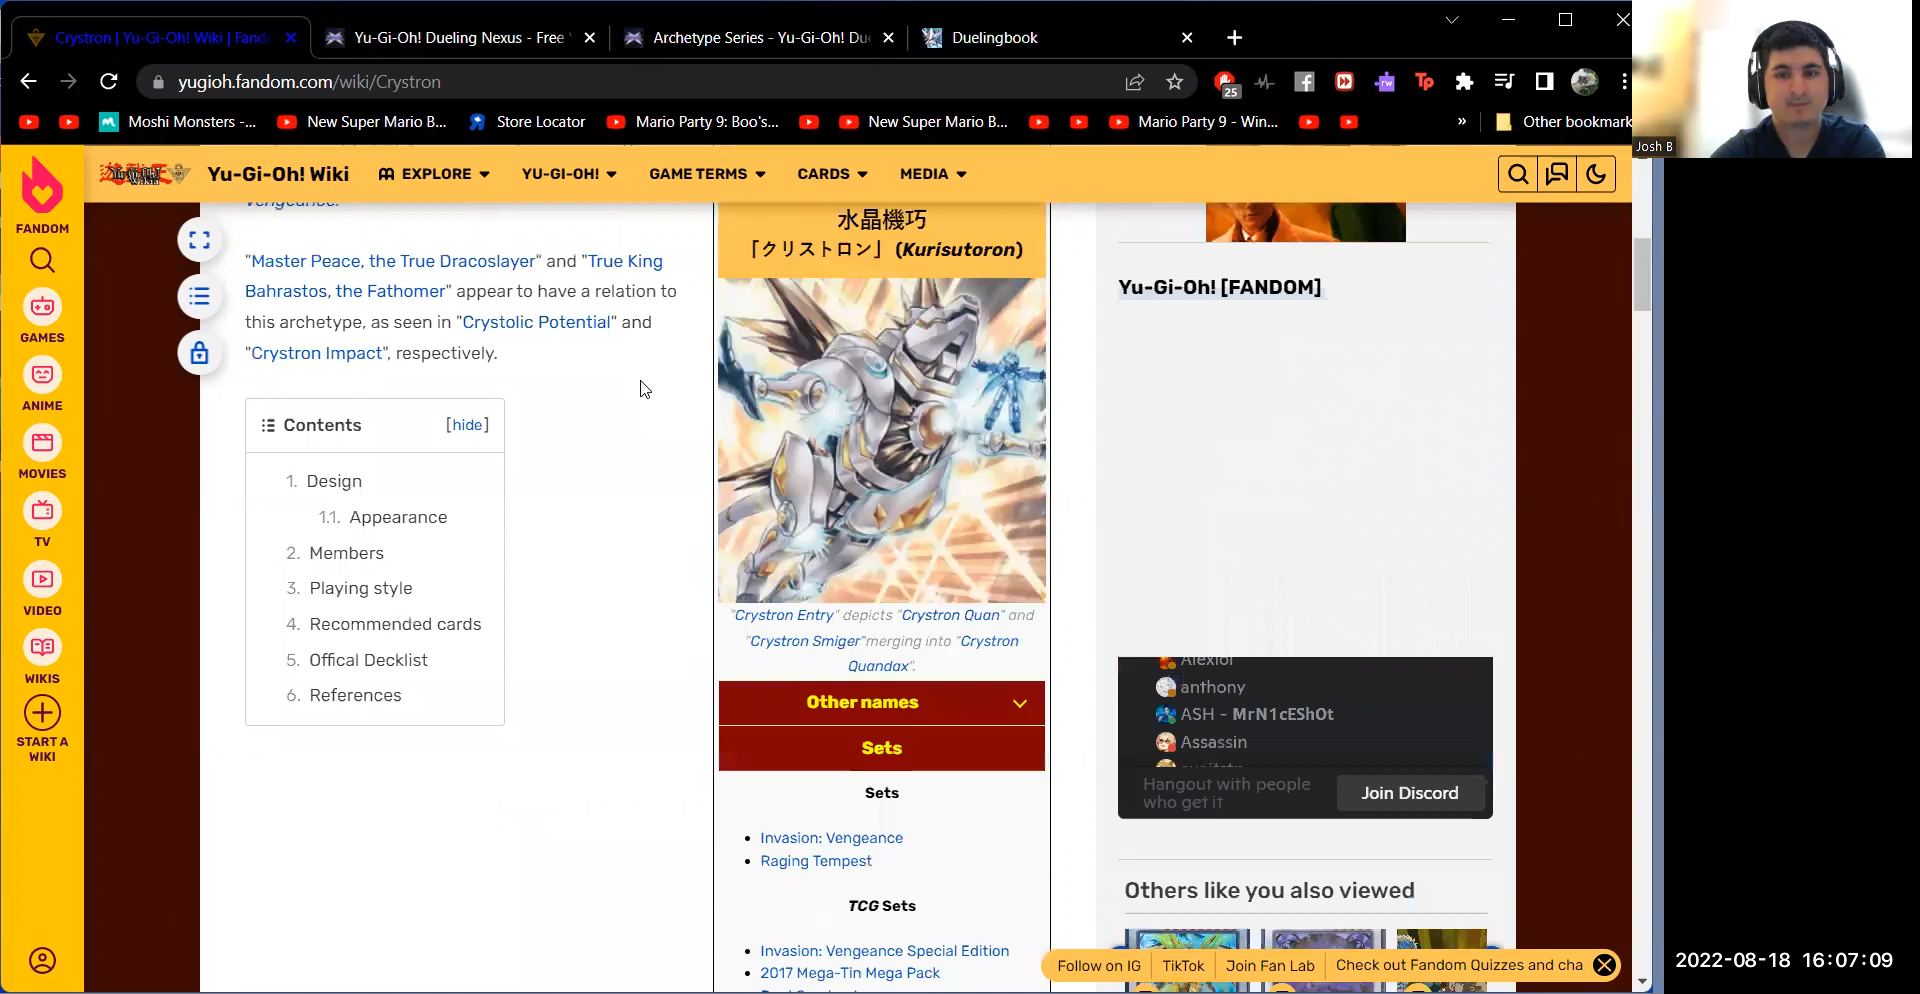 Crystron | Yu-Gi-Oh! Wiki | Fand
Yu-Gi-Oh! Dueling Nexus - Free
Archetype Series - Yu-Gi-Oh! Du
Duelingbook
yugioh.fandom.com/wiki/Crystron
25
Moshi Monsters -...
New Super Mario B...
Store Locator
Mario Party 9: Boo's...
New Super Mario B...
Mario Party 9 - Win...
»
Other bookmark
Josh B
Yu-Gi-Oh! Wiki
EXPLORE
YU-GI-OH!
GAME TERMS
CARDS
MEDIA
FANDOM
GAMES
ANIME
MOVIES
TV
VIDEO
WIKIS
START A
WIKI
Vengeance.
"Master Peace, the True Dracoslayer" and "True King
Bahrastos, the Fathomer" appear to have a relation to
this archetype, as seen in "Crystolic Potential" and
"Crystron Impact", respectively.
Contents [hide]
1. Design
1.1. Appearance
2. Members
3. Playing style
4. Recommended cards
5. Offical Decklist
6. References
水晶機巧
「クリストロン」 (Kurisutoron)
"Crystron Entry" depicts "Crystron Quan" and
"Crystron Smiger"merging into "Crystron
Quandax".
Other names
Sets
Sets
Invasion: Vengeance
Raging Tempest
TCG Sets
Invasion: Vengeance Special Edition
2017 Mega-Tin Mega Pack
Yu-Gi-Oh! [FANDOM]
Alexiol
anthony
ASH - MrN1cESh0t
Assassin
Hangout with people
who get it
Join Discord
Others like you also viewed
Follow on IG
TikTok
Join Fan Lab
Check out Fandom Quizzes and cha
2022-08-18 16:07:09